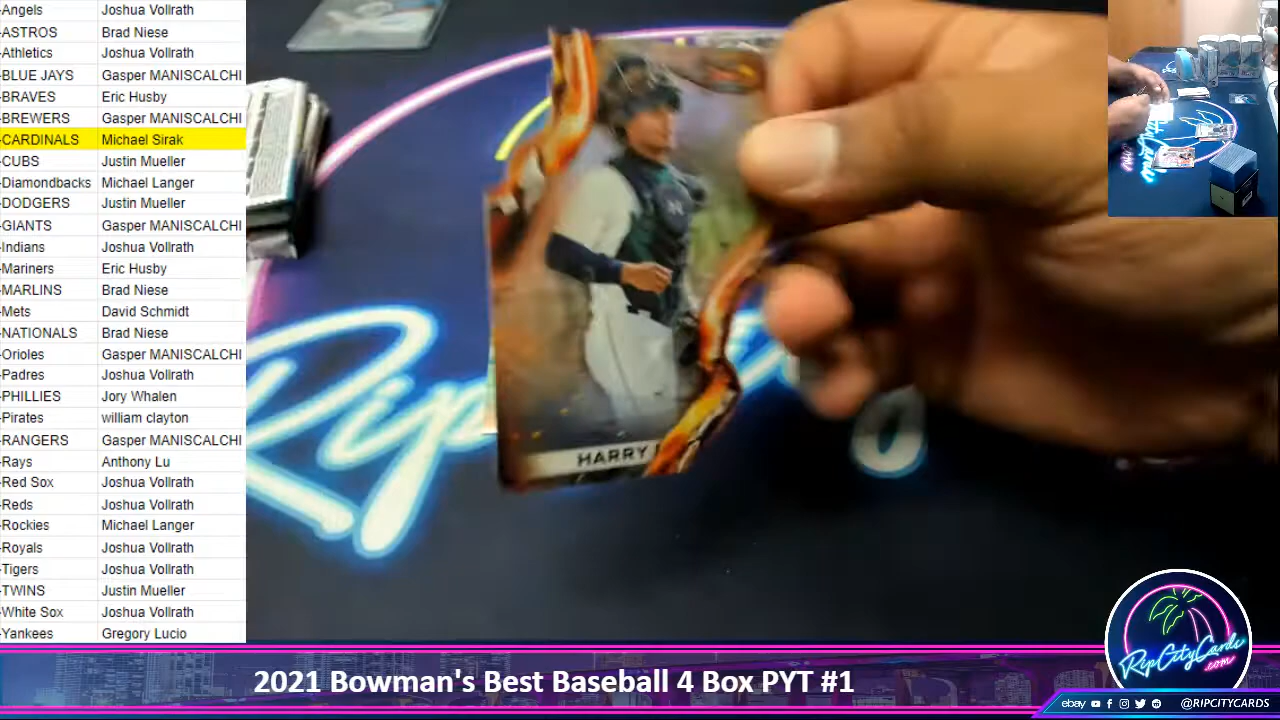 -Angels Joshua Vollrath
-ASTROS Brad Niese
-Athletics Joshua Vollrath
-BLUE JAYS Gasper MANISCALCHI
-BRAVES Eric Husby
-BREWERS Gasper MANISCALCHI
-CARDINALS Michael Sirak
-CUBS Justin Mueller
-Diamondbacks Michael Langer
-DODGERS Justin Mueller
-GIANTS Gasper MANISCALCHI
-Indians Joshua Vollrath
-Mariners Eric Husby
-MARLINS Brad Niese
-Mets David Schmidt
-NATIONALS Brad Niese
-Orioles Gasper MANISCALCHI
-Padres Joshua Vollrath
-PHILLIES Jory Whalen
-Pirates william clayton
-RANGERS Gasper MANISCALCHI
-Rays Anthony Lu
-Red Sox Joshua Vollrath
-Reds Joshua Vollrath
-Rockies Michael Langer
-Royals Joshua Vollrath
-Tigers Joshua Vollrath
-TWINS Justin Mueller
-White Sox Joshua Vollrath
-Yankees Gregory Lucio
HARRY
Rip
RipCityCards
.com
2021 Bowman's Best Baseball 4 Box PYT #1
ebay @RIPCITYCARDS